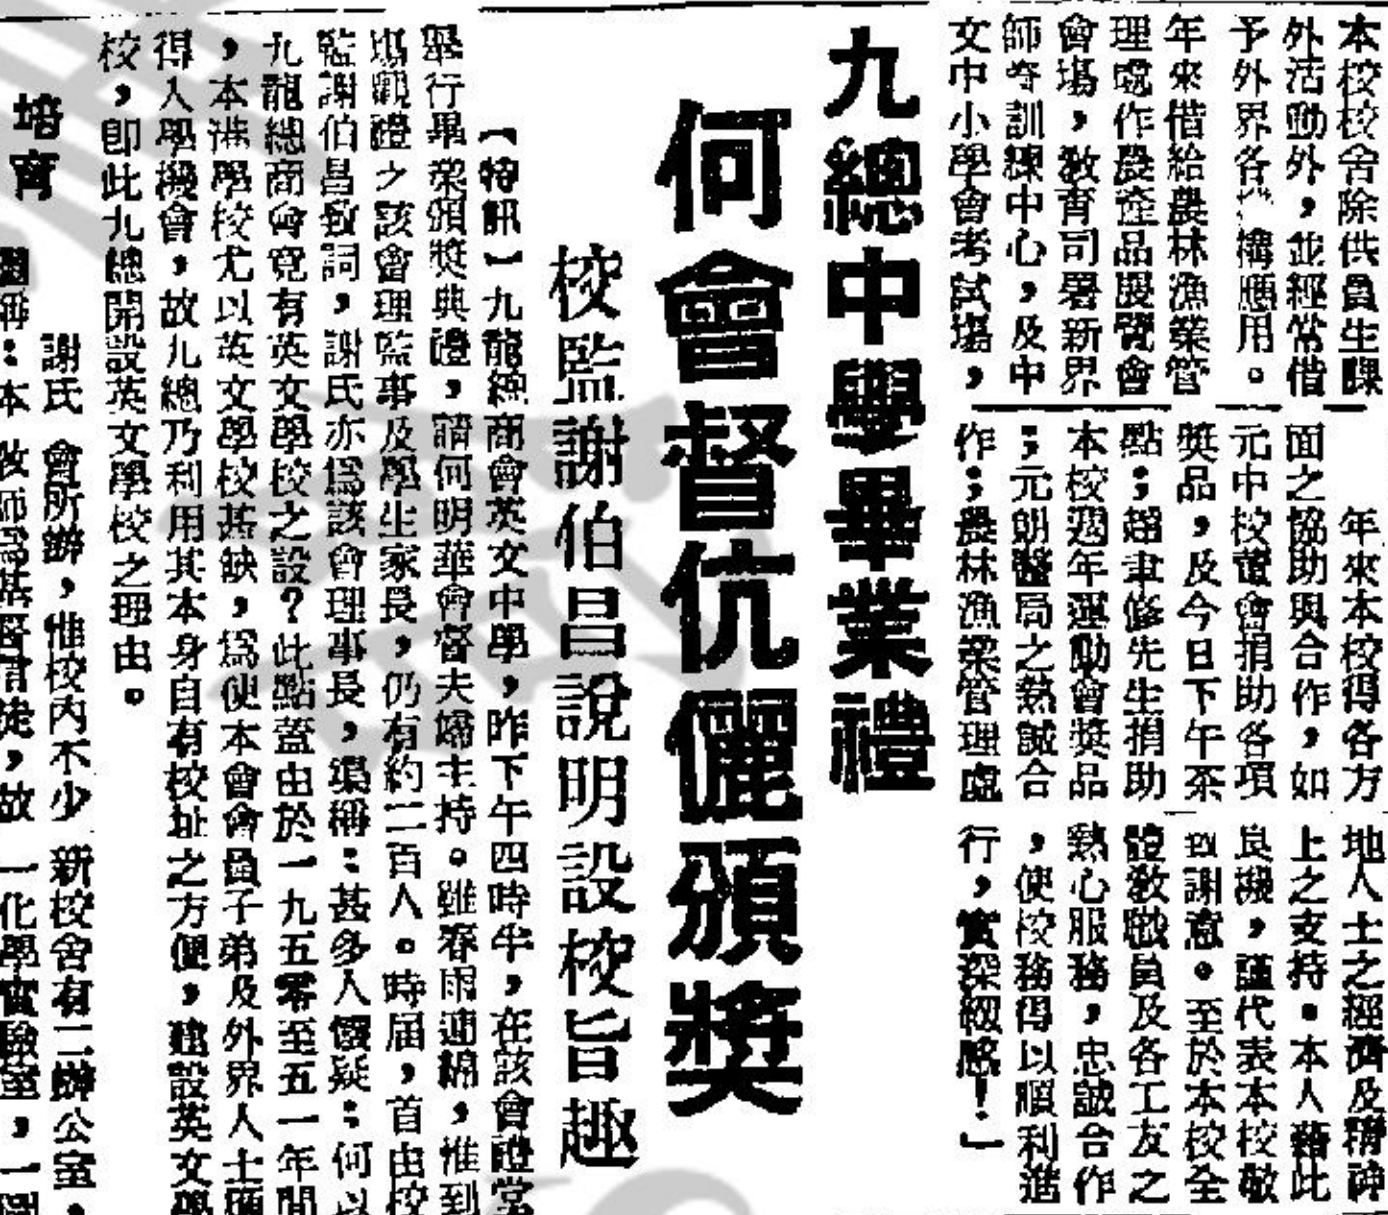 本校校舍除供員生課
外活動外，並經常借
予外界各機構應用。
年來借給農林漁業管
理處作農產品展覽會
會場，教育司署新界
師資訓練中心，及中
文中小學會考試場，
年來本校得各方
面之協助與合作，如
元中校董會捐助各項
獎品，及今日下午茶
點；趙聿修先生捐助
本校週年運動會獎品
；元朗醫局之熱誠合
作；農林漁業管理處
地人士之經濟及精神
上之支持。本人藉此
良機，謹代表本校敬
致謝意。至於本校全
體教職員及各工友之
熱心服務，忠誠合作
，使校務得以順利進
行，實深緻感！」
九總中學畢業禮
何會督伉儷頒獎
校監謝伯昌說明設校旨趣
【特訊】九龍總商會英文中學，昨下午四時半，在該會禮堂
舉行畢業頒獎典禮，請何明華會督夫婦主持。雖春雨連綿，惟到
塲觀禮之該會理監事及學生家長，仍有約二百人。時届，首由校
監謝伯昌致詞，謝氏亦爲該會理事長，渠稱：甚多人懷疑：何以
九龍總商會竟有英文學校之設？此點蓋由於一九五零至五一年間
，本港學校尤以英文學校甚缺，爲使本會會員子弟及外界人士獲
得入學機會，故九總乃利用其本身自有校址之方便，建設英文學
校，卽此九總開設英文學校之理由。
謝氏
會所辦，惟校內不少
新校舍有二辦公室，
培育
稱：本
牧師爲基督信徒，故
一化學實驗室，一